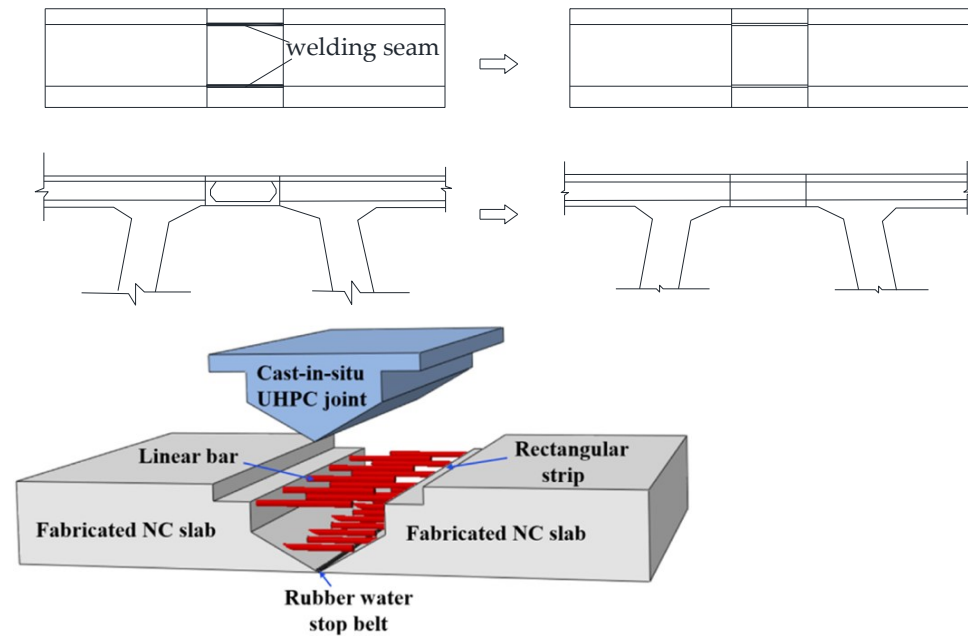 welding seam
Cast-in-situ
UHPC joint
Linear bar
Rectangular
strip
Fabricated NC slab
Fabricated NC slab
Rubber water
stop belt